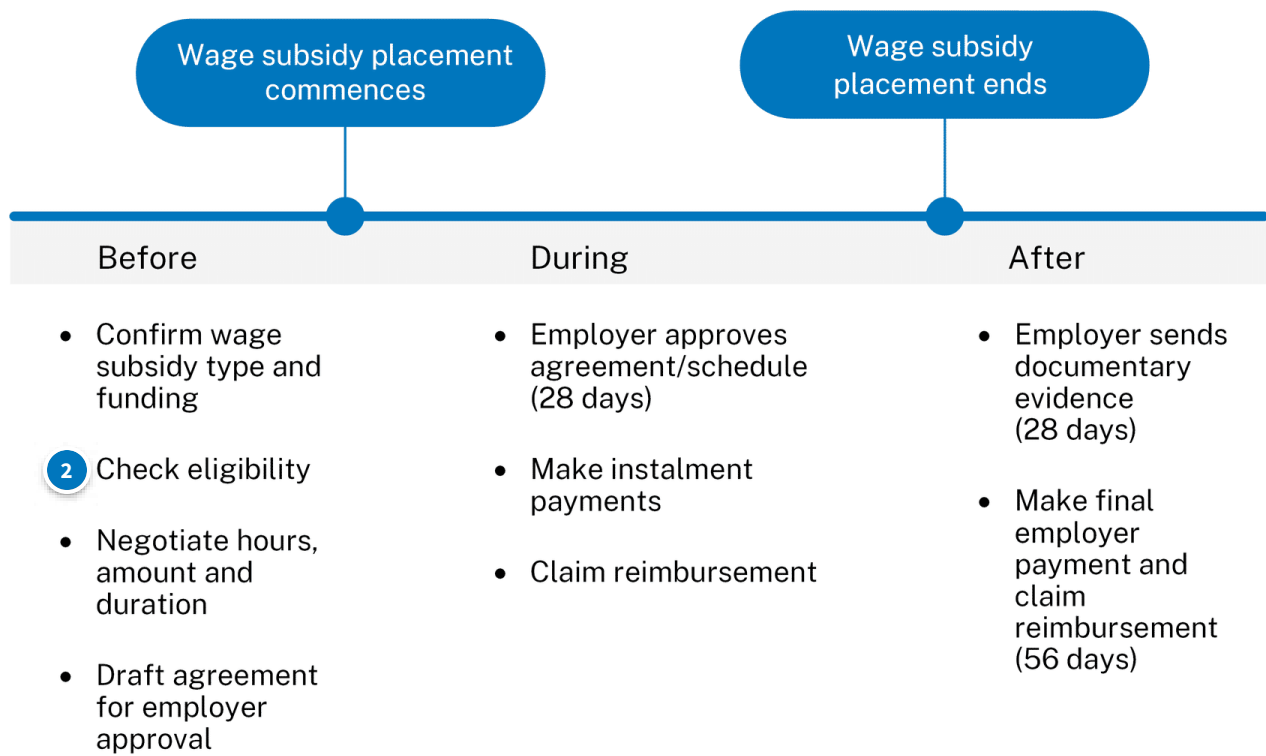 Wage subsidy placement
commences
Wage subsidy
placement ends
Before
• Confirm wage
subsidy type and
funding
2 Check eligibility
• Negotiate hours,
amount and
duration
• Draft agreement
for employer
approval
During
• Employer approves
agreement/schedule
(28 days)
• Make instalment
payments
• Claim reimbursement
After
• Employer sends
documentary
evidence
(28 days)
• Make final
employer
payment and
claim
reimbursement
(56 days)